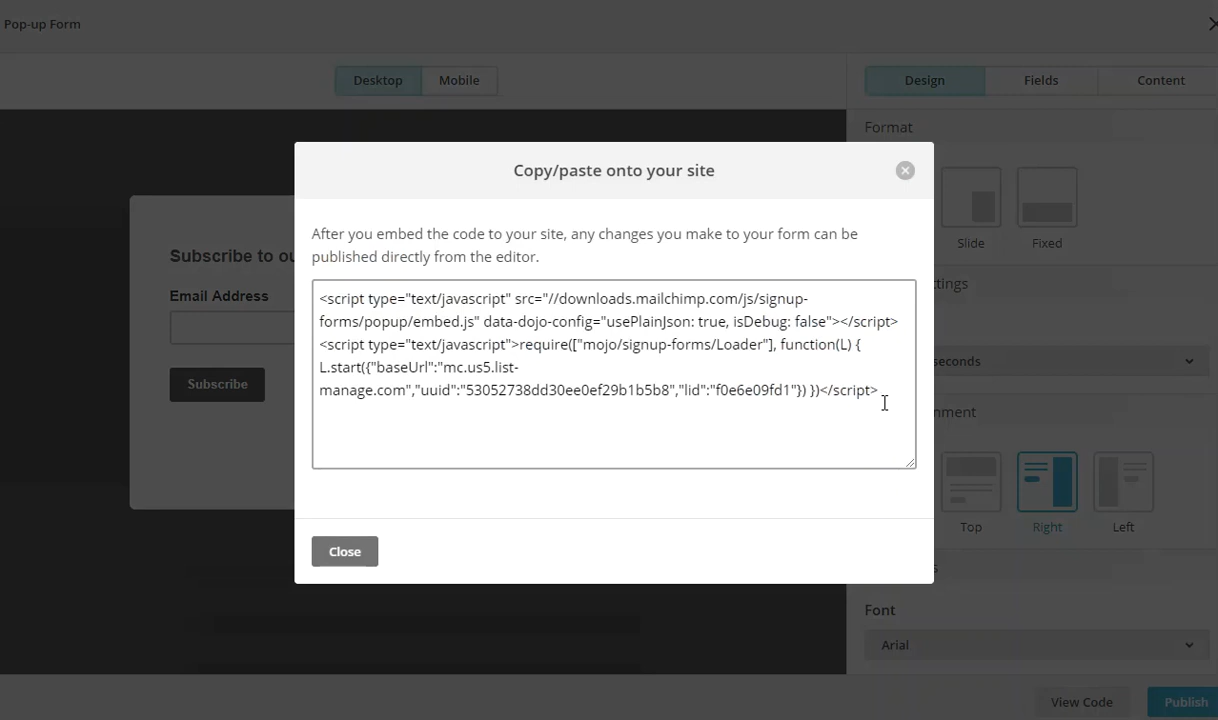 Pop-up Form
Desktop
Mobile
Design
Fields
Content
Format
Copy/paste onto your site
After you embed the code to your site, any changes you make to your form can be
published directly from the editor.
<script type="text/javascript" src="//downloads.mailchimp.com/js/signup-
forms/popup/embed.js" data-dojo-config="usePlainJson: true, isDebug: false"></script>
<script type="text/javascript">require(["mojo/signup-forms/Loader"], function(L) {
L.start({"baseUrl":"mc.us5.list-
manage.com","uuid":"53052738dd30ee0ef29b1b5b8","lid":"f0e6e09fd1"}) })</script>
Close
Subscribe to ou
Email Address
Subscribe
Slide
Fixed
ttings
seconds
nment
Top
Right
Left
s
Font
Arial
View Code
Publish